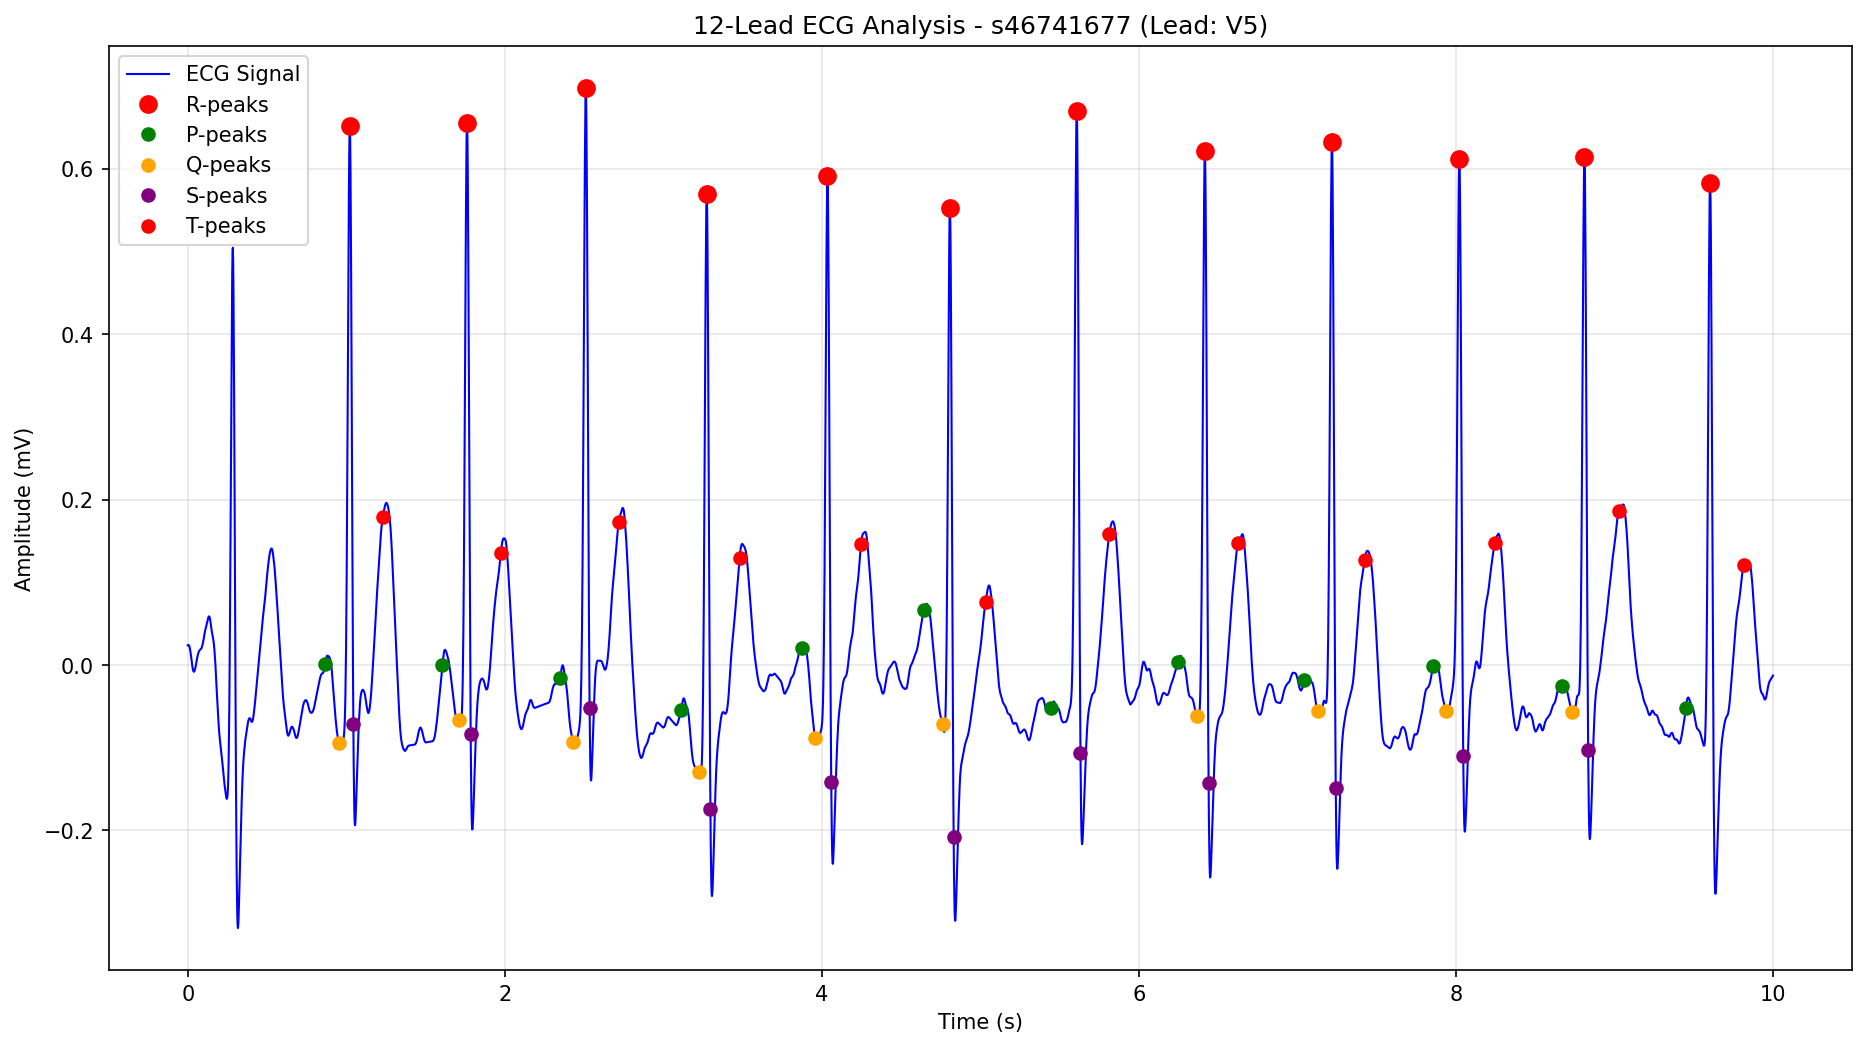 12-Lead ECG Analysis - s46741677 (Lead: V5)
ECG Signal
R-peaks
P-peaks
Q-peaks
S-peaks
T-peaks
0.6
0.4
0.2
0.0
−0.2
Amplitude (mV)
0 2 4 6 8 10
Time (s)